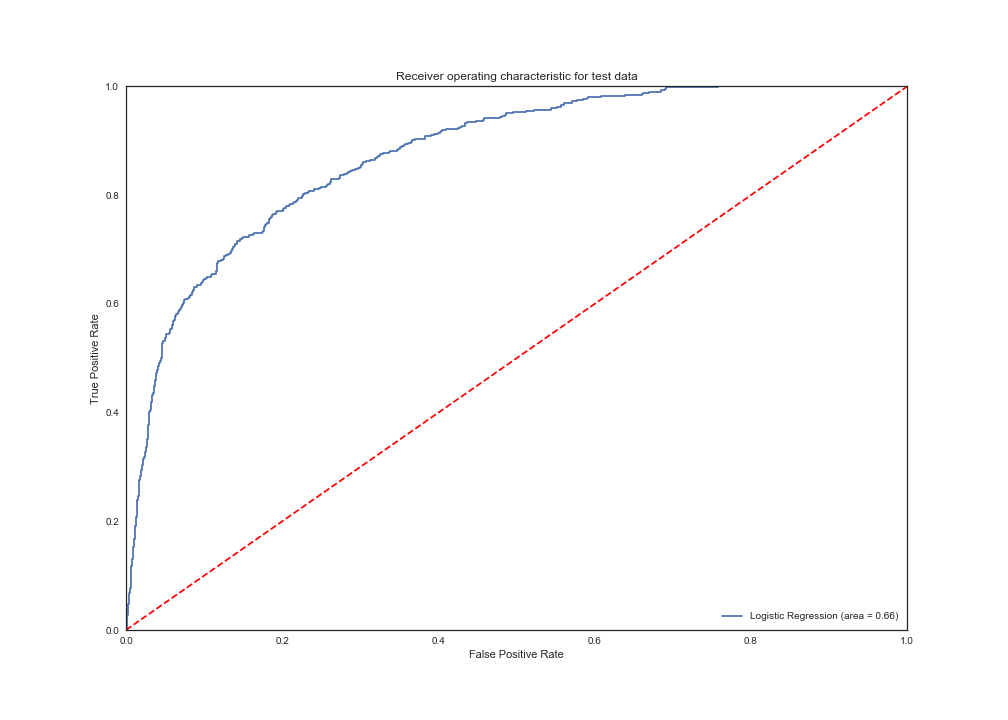 Receiver operating characteristic for test data
1.0
0.8
0.6
0.4
0.2
0.0
True Positive Rate
0.0 0.2 0.4 0.6 0.8 1.0
False Positive Rate
Logistic Regression (area = 0.66)